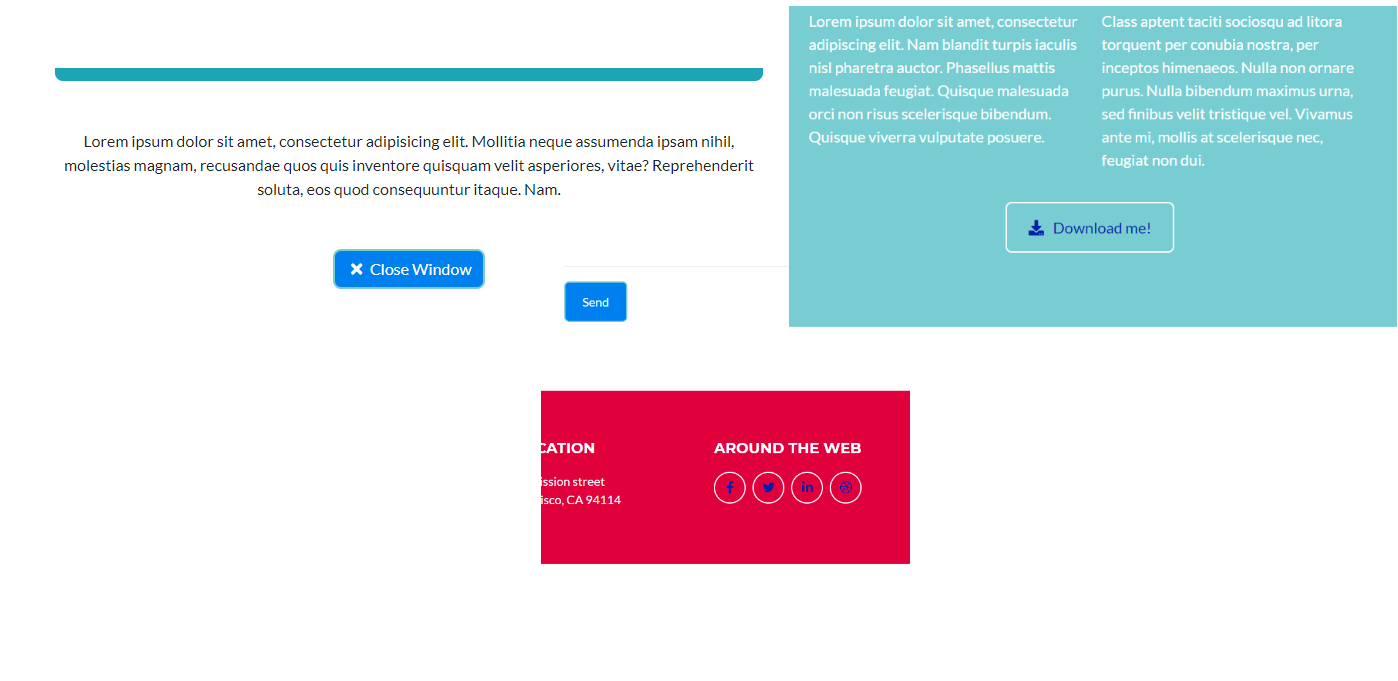 Lorem ipsum dolor sit amet, consectetur adipisicing elit. Mollitia neque assumenda ipsam nihil,
molestias magnam, recusandae quos quis inventore quisquam velit asperiores, vitae? Reprehenderit
soluta, eos quod consequuntur itaque. Nam.
Close Window
Send
Lorem ipsum dolor sit amet, consectetur
adipiscing elit. Nam blandit turpis iaculis
nisl pharetra auctor. Phasellus mattis
malesuada feugiat. Quisque malesuada
orci non risus scelerisque bibendum.
Quisque viverra vulputate posuere.
Class aptent taciti sociosqu ad litora
torquent per conubia nostra, per
inceptos himenaeos. Nulla non ornare
purus. Nulla bibendum maximus urna,
sed finibus velit tristique vel. Vivamus
ante mi, mollis at scelerisque nec,
feugiat non dui.
Download me!
CATION
ission street
isco, CA 94114
AROUND THE WEB